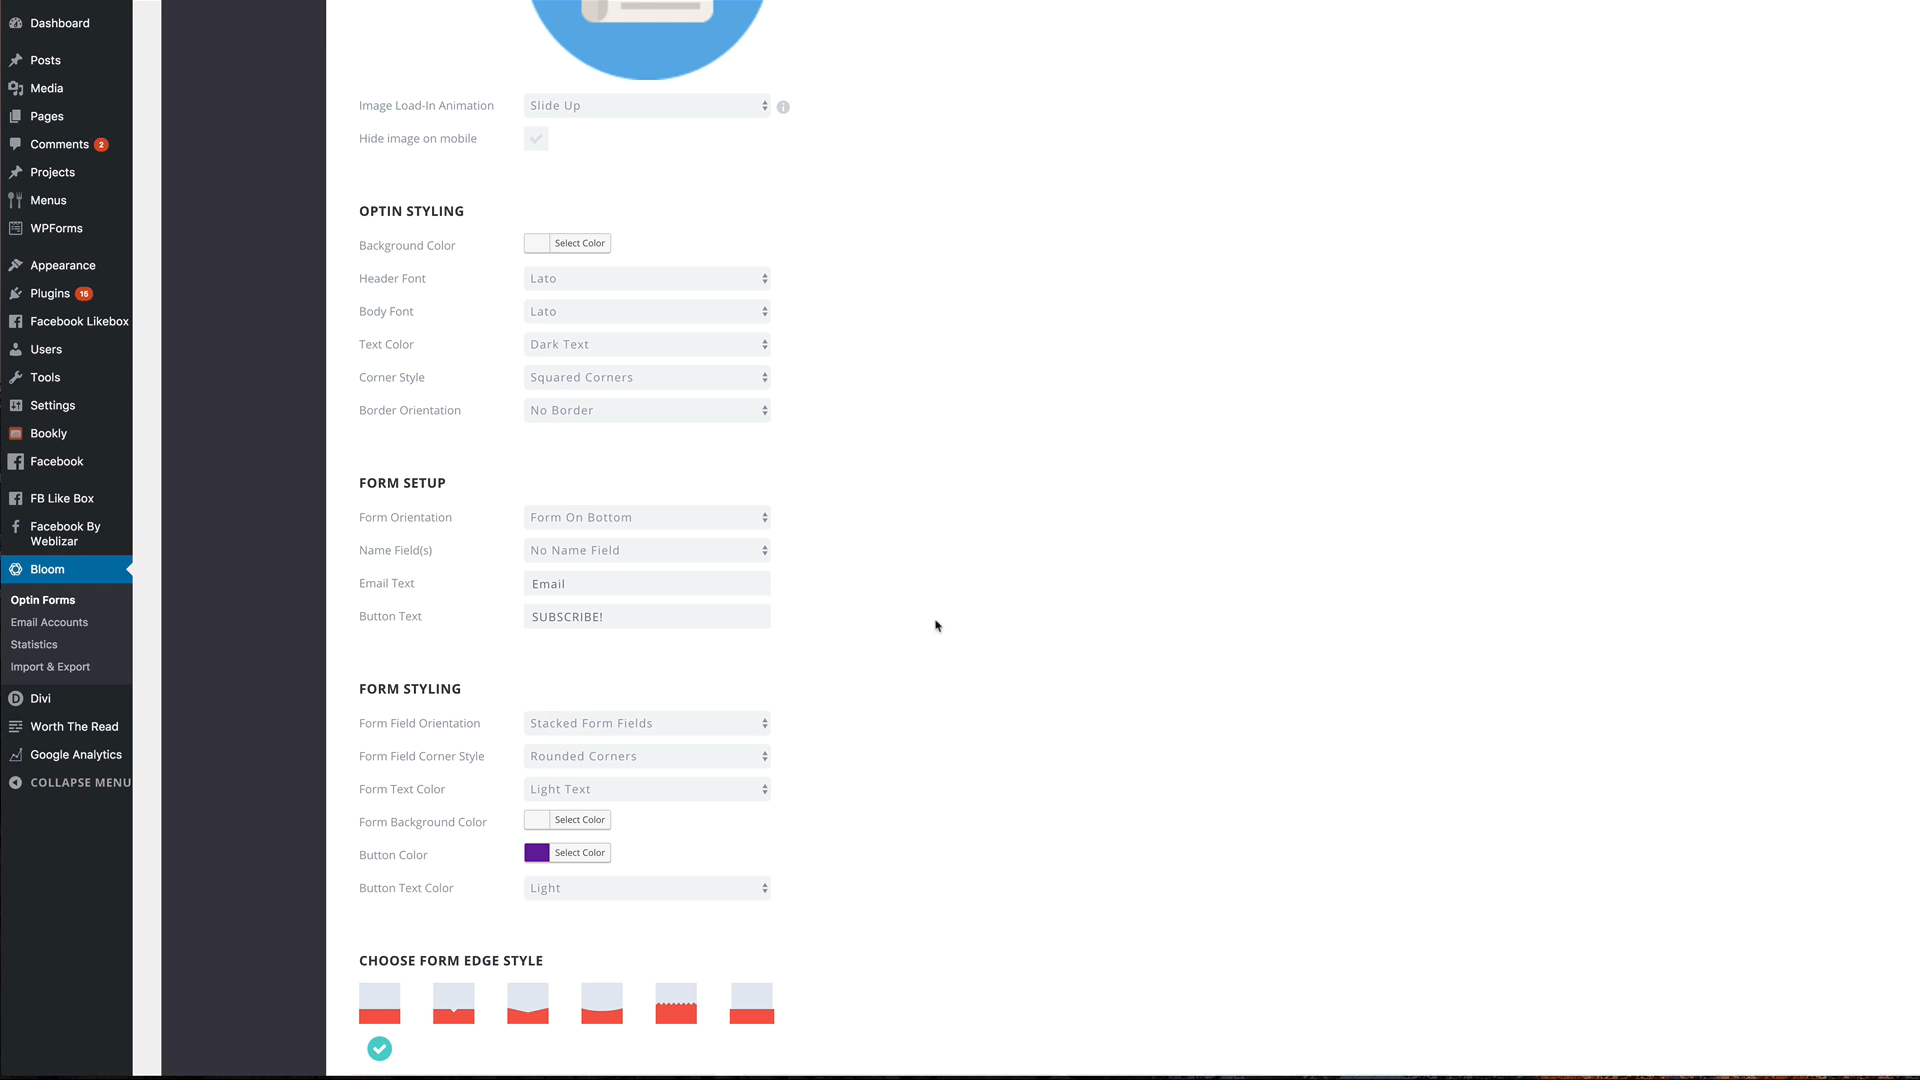 Dashboard
Posts
Media
Pages
Comments 2
Projects
Menus
WPForms
Appearance
Plugins 15
Facebook Likebox
Users
Tools
Settings
Bookly
Facebook
FB Like Box
Facebook By
Weblizar
Bloom
Optin Forms
Email Accounts
Statistics
Import & Export
Divi
Worth The Read
Google Analytics
COLLAPSE MENU
Image Load-In Animation Slide Up
Hide image on mobile
OPTIN STYLING
Background Color Select Color
Header Font Lato
Body Font Lato
Text Color Dark Text
Corner Style Squared Corners
Border Orientation No Border
FORM SETUP
Form Orientation Form On Bottom
Name Field(s) No Name Field
Email Text Email
Button Text SUBSCRIBE!
FORM STYLING
Form Field Orientation Stacked Form Fields
Form Field Corner Style Rounded Corners
Form Text Color Light Text
Form Background Color Select Color
Button Color Select Color
Button Text Color Light
CHOOSE FORM EDGE STYLE